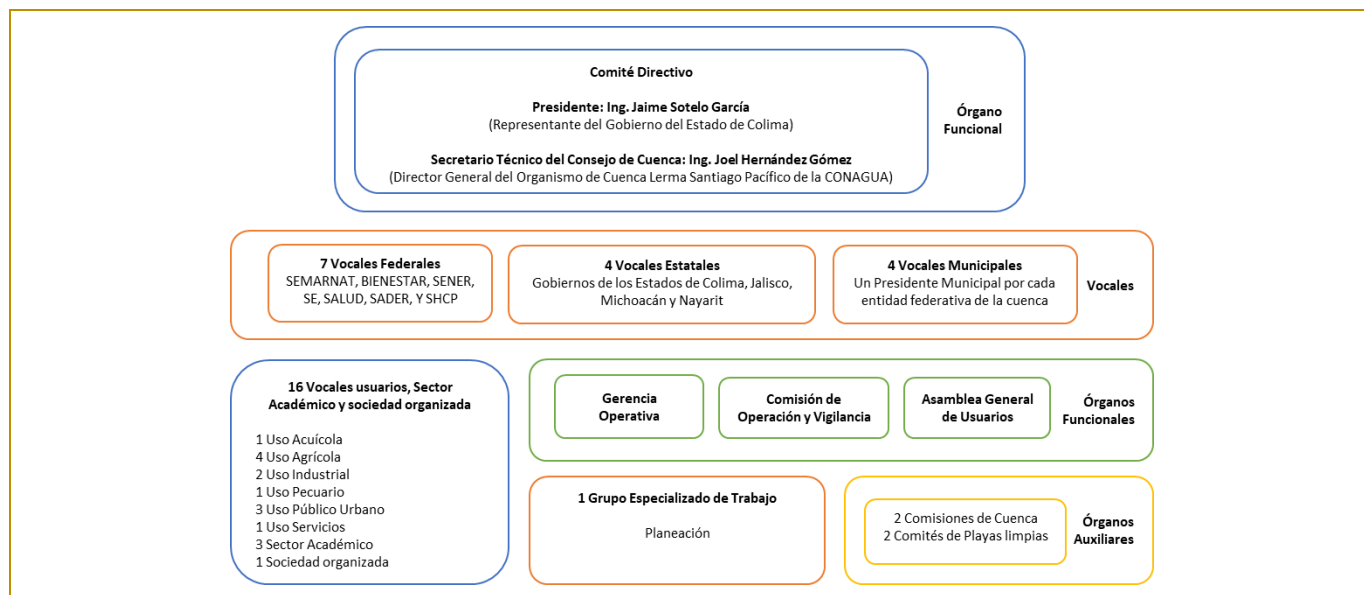 Comité Directivo
Presidente: Ing. Jaime Sotelo García
(Representante del Gobierno del Estado de Colima)
Secretario Técnico del Consejo de Cuenca: Ing. Joel Hernández Gómez
(Director General del Organismo de Cuenca Lerma Santiago Pacífico de la CONAGUA)
Órgano
Funcional
7 Vocales Federales
SEMARNAT, BIENESTAR, SENER,
SE, SALUD, SADER, Y SHCP
4 Vocales Estatales
Gobiernos de los Estados de Colima, Jalisco,
Michoacán y Nayarit
4 Vocales Municipales
Un Presidente Municipal por cada
entidad federativa de la cuenca
Vocales
16 Vocales usuarios, Sector
Académico y sociedad organizada
1 Uso Acuícola
4 Uso Agrícola
2 Uso Industrial
1 Uso Pecuario
3 Uso Público Urbano
1 Uso Servicios
3 Sector Académico
1 Sociedad organizada
Gerencia
Operativa
Comisión de
Operación y Vigilancia
Asamblea General
de Usuarios
Órganos
Funcionales
1 Grupo Especializado de Trabajo
Planeación
2 Comisiones de Cuenca
2 Comités de Playas limpias
Órganos
Auxiliares